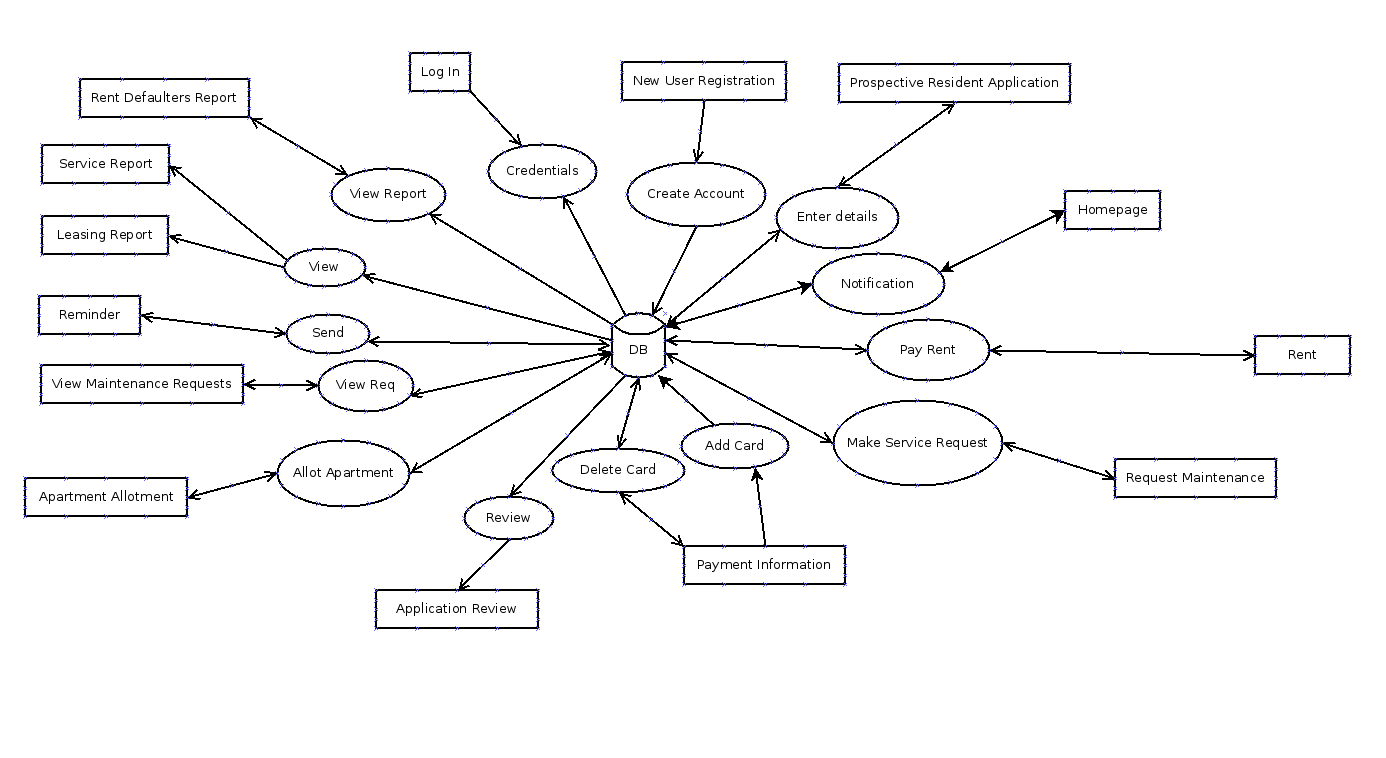 Log In
New User Registration
Prospective Resident Application
Rent Defaulters Report
Service Report
Credentials
View Report
Create Account
Enter details
Homepage
Leasing Report
View
Notification
Reminder
Send
DB
Pay Rent
Rent
View Maintenance Requests
View Req
Allot Apartment
Add Card
Make Service Request
Delete Card
Request Maintenance
Apartment Allotment
Review
Payment Information
Application Review